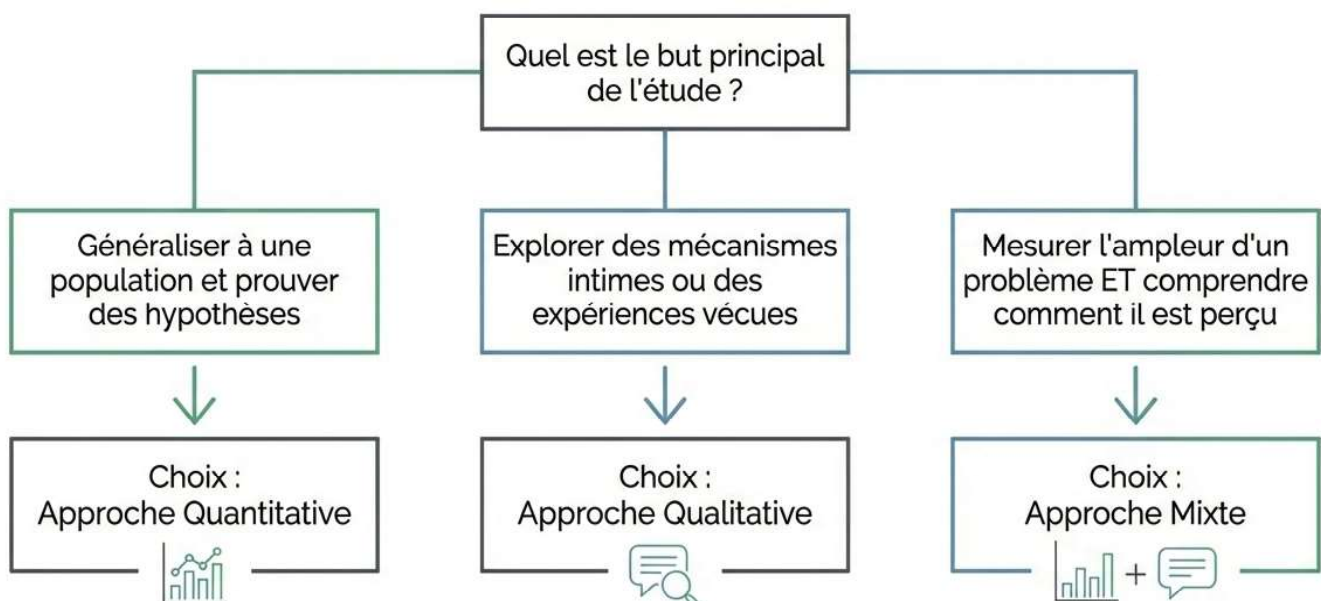 Quel est le but principal
de l'étude ?
Généraliser à une
population et prouver
des hypothèses
Explorer des mécanismes
intimes ou des
expériences vécues
Mesurer l'ampleur d'un
problème ET comprendre
comment il est perçu
Choix :
Approche Quantitative
Choix :
Approche Qualitative
Choix :
Approche Mixte
+